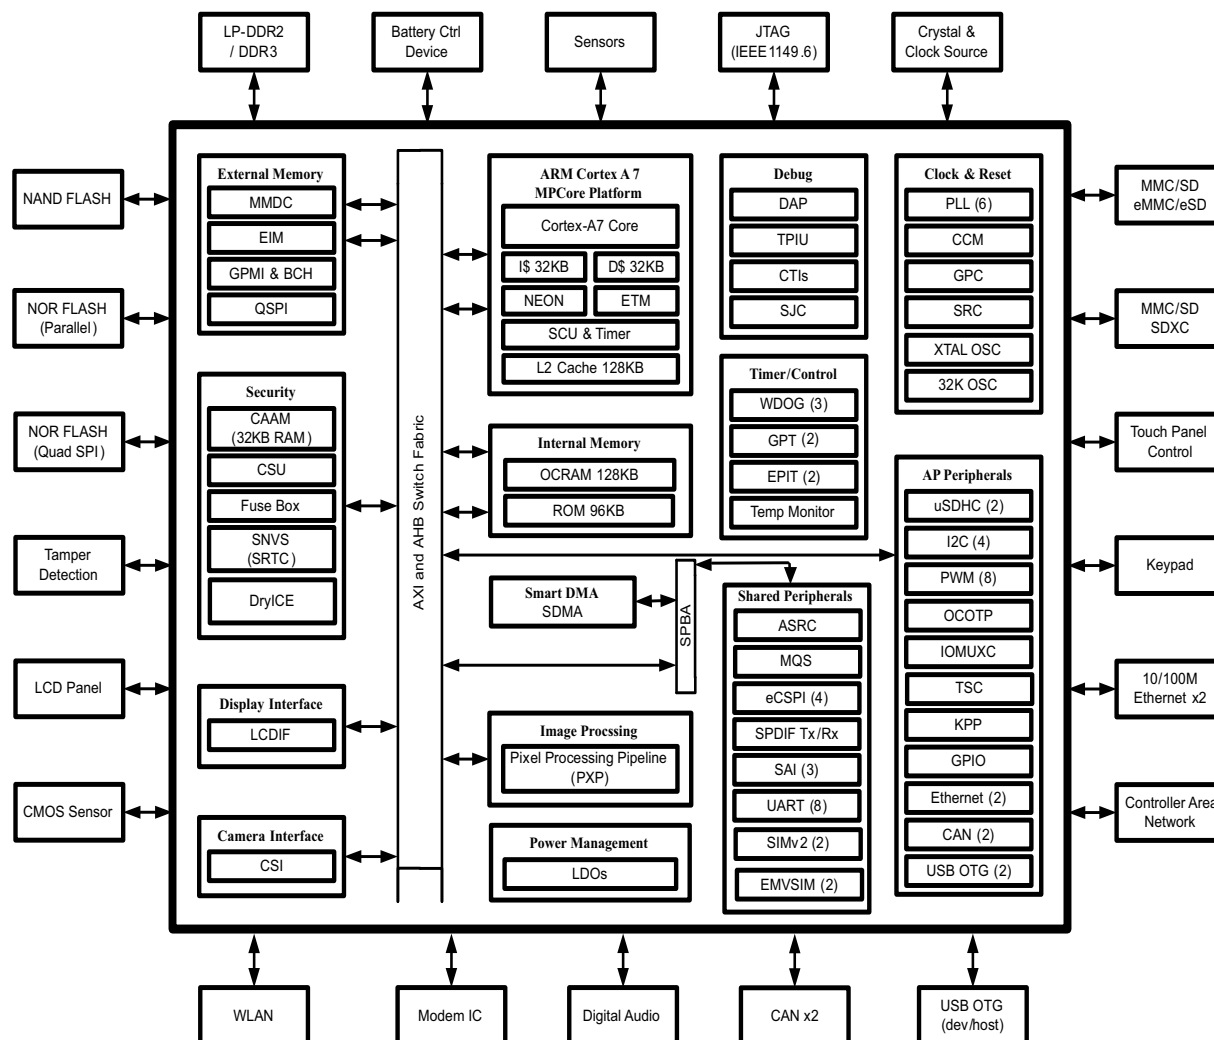 LP-DDR2
/ DDR3
Battery Ctrl
Device
Sensors
JTAG
(IEEE1149.6)
Crystal &
Clock Source
NAND FLASH
NOR FLASH
(Parallel)
NOR FLASH
(Quad SPI)
Tamper
Detection
LCD Panel
CMOS Sensor
External Memory
MMDC
EIM
GPMI & BCH
QSPI
Security
CAAM
(32KB RAM)
CSU
Fuse Box
SNVS
(SRTC)
DryICE
Display Interface
LCDIF
Camera Interface
CSI
AXI and AHB Switch Fabric
ARM Cortex A 7
MPCore Platform
Cortex-A7 Core
I$ 32KB
D$ 32KB
NEON
ETM
SCU & Timer
L2 Cache 128KB
Internal Memory
OCRAM 128KB
ROM 96KB
Smart DMA
SDMA
SPBA
Image Procssing
Pixel Processing Pipeline
(PXP)
Power Management
LDOs
Debug
DAP
TPIU
CTIs
SJC
Timer/Control
WDOG (3)
GPT (2)
EPIT (2)
Temp Monitor
Shared Peripherals
ASRC
MQS
eCSPI (4)
SPDIF Tx/Rx
SAI (3)
UART (8)
SIMv2 (2)
EMVSIM (2)
Clock & Reset
PLL (6)
CCM
GPC
SRC
XTAL OSC
32K OSC
AP Peripherals
uSDHC (2)
I2C (4)
PWM (8)
OCOTP
IOMUXC
TSC
KPP
GPIO
Ethernet (2)
CAN (2)
USB OTG (2)
MMC/SD
eMMC/eSD
MMC/SD
SDXC
Touch Panel
Control
Keypad
10/100M
Ethernet x2
Controller Area
Network
WLAN
Modem IC
Digital Audio
CAN x2
USB OTG
(dev/host)